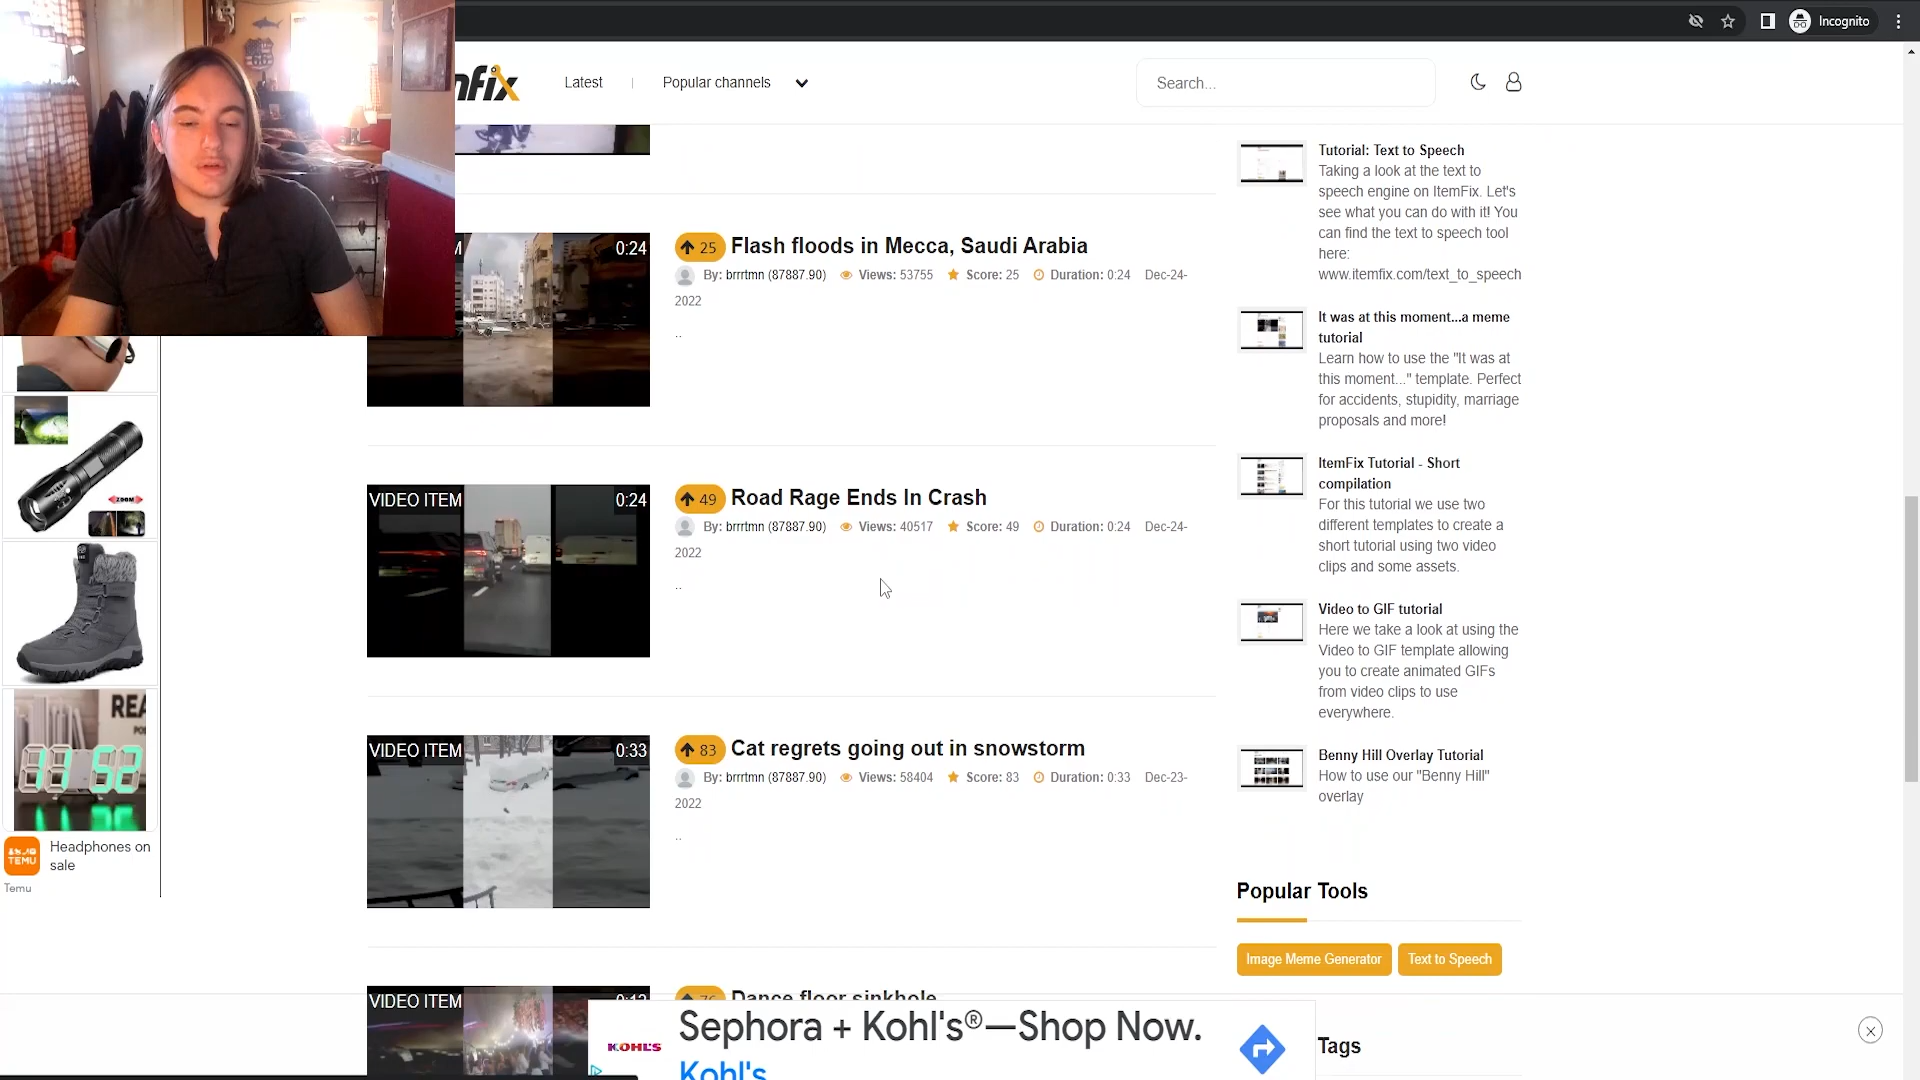 Incognito
mfix
Latest
Popular channels
Search...
0:24
25 Flash floods in Mecca, Saudi Arabia
By: brrrtmn (87887.90) Views: 53755 Score: 25 Duration: 0:24 Dec-24-
2022
..
VIDEO ITEM 0:24
49 Road Rage Ends In Crash
By: brrrtmn (87887.90) Views: 40517 Score: 49 Duration: 0:24 Dec-24-
2022
..
VIDEO ITEM 0:33
83 Cat regrets going out in snowstorm
By: brrrtmn (87887.90) Views: 58404 Score: 83 Duration: 0:33 Dec-23-
2022
..
VIDEO ITEM
Dance floor sinkhole
Tutorial: Text to Speech
Taking a look at the text to
speech engine on ItemFix. Let's
see what you can do with it! You
can find the text to speech tool
here:
www.itemfix.com/text_to_speech
It was at this moment...a meme
tutorial
Learn how to use the "It was at
this moment..." template. Perfect
for accidents, stupidity, marriage
proposals and more!
ItemFix Tutorial - Short
compilation
For this tutorial we use two
different templates to create a
short tutorial using two video
clips and some assets.
Video to GIF tutorial
Here we take a look at using the
Video to GIF template allowing
you to create animated GIFs
from video clips to use
everywhere.
Benny Hill Overlay Tutorial
How to use our "Benny Hill"
overlay
Popular Tools
Image Meme Generator
Text to Speech
Tags
ZOOM
REA
11:52
TEMU
Headphones on
sale
Temu
KOHL'S
Sephora + Kohl's®—Shop Now.
Kohl's